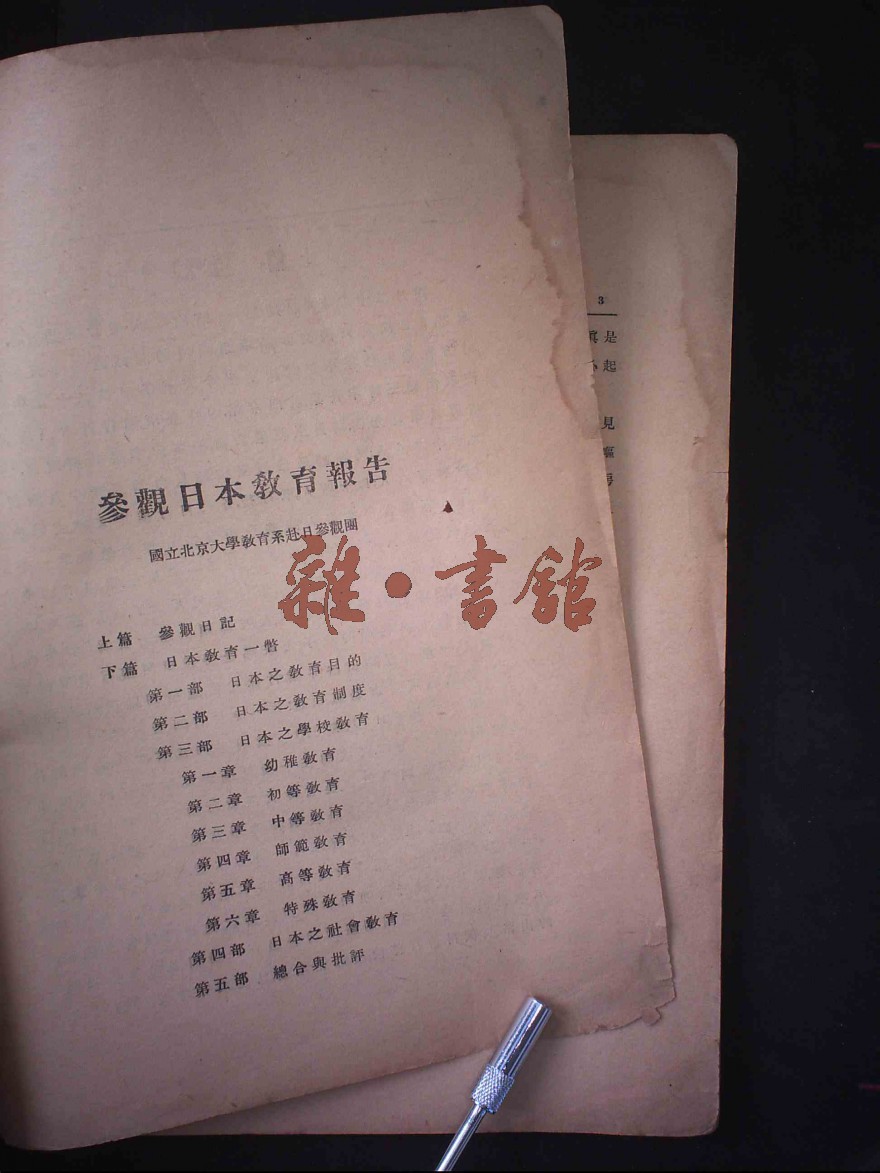 參觀日本教育報告
國立北京大學教育系赴日參觀團
上篇 參觀日記
下篇 日本教育一瞥
第一部 日本之教育目的
第二部 日本之教育制度
第三部 日本之學校教育
第一章 幼稚教育
第二章 初等教育
第三章 中等教育
第四章 師範教育
第五章 高等教育
第六章 特殊教育
第四部 日本之社會教育
第五部 總合與批評
雜·書館
3
眞是
起
見